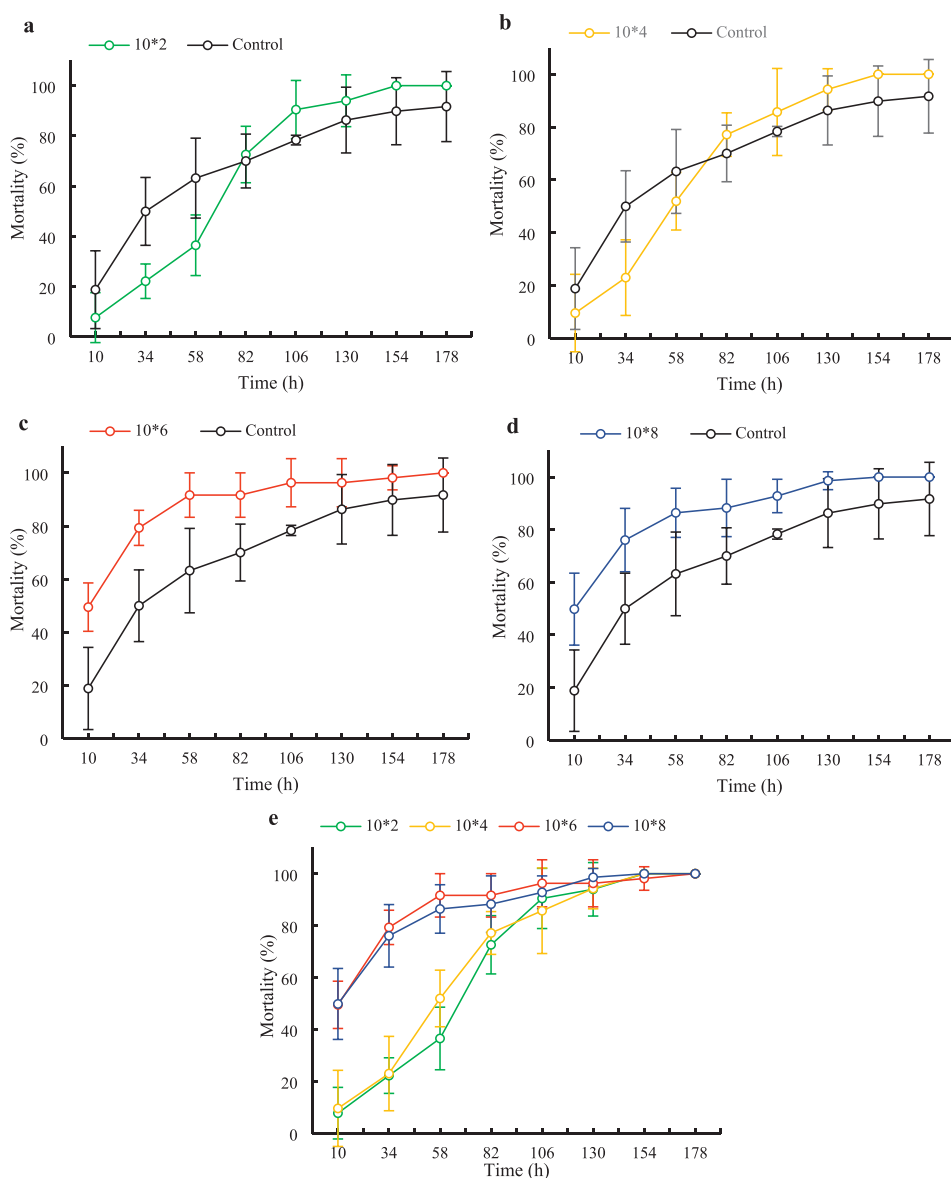 a
10*2 Control
Mortality (%)
100
80
60
40
20
0
10 34 58 82 106 130 154 178
Time (h)
b
10*4 Control
Mortality (%)
100
80
60
40
20
0
10 34 58 82 106 130 154 178
Time (h)
c
10*6 Control
Mortality (%)
100
80
60
40
20
0
10 34 58 82 106 130 154 178
Time (h)
d
10*8 Control
Mortality (%)
100
80
60
40
20
0
10 34 58 82 106 130 154 178
Time (h)
e
10*2 10*4 10*6 10*8
Mortality (%)
100
80
60
40
20
0
10 34 58 82 106 130 154 178
Time (h)